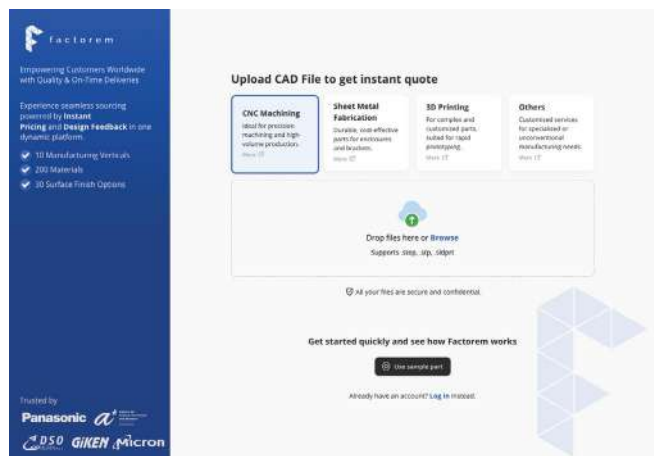 factorem
Empowering Customers Worldwide
with Quality & On-Time Deliveries
Experience seamless sourcing
powered by Instant
Pricing and Design Feedback in one
dynamic platform.
10 Manufacturing Verticals
200 Materials
30 Surface Finish Options
Trusted by
Panasonic
DSO
GiKEN
Micron
Upload CAD File to get instant quote
CNC Machining
Ideal for precision
machining and high-
volume production.
More
Sheet Metal
Fabrication
Durable, cost-effective
parts for enclosures
and brackets.
More
3D Printing
For complex and
customized parts,
suited for rapid
prototyping.
More
Others
Customised services
for specialised or
unconventional
manufacturing needs.
More
Drop files here or Browse
Supports .step, .stp, .sldprt
All your files are secure and confidential.
Get started quickly and see how Factorem works
Use sample part
Already have an account? Log in instead.